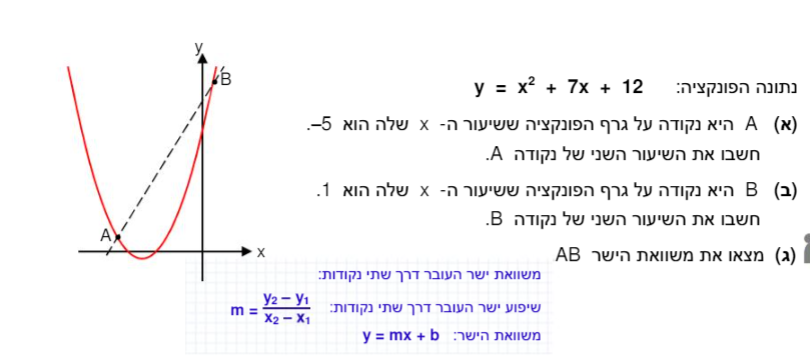 נתונה הפונקציה: y = x² + 7x + 12
(א) A היא נקודה על גרף הפונקציה ששיעור ה- x שלה הוא 5–.
חשבו את השיעור השני של נקודה A.
(ב) B היא נקודה על גרף הפונקציה ששיעור ה- x שלה הוא 1.
חשבו את השיעור השני של נקודה B.
(ג) מצאו את משוואת הישר AB
משוואת ישר העובר דרך שתי נקודות:
שיפוע ישר העובר דרך שתי נקודות: m = (y₂ – y₁)/(x₂ – x₁)
משוואת הישר: y = mx + b
y
B
A
x